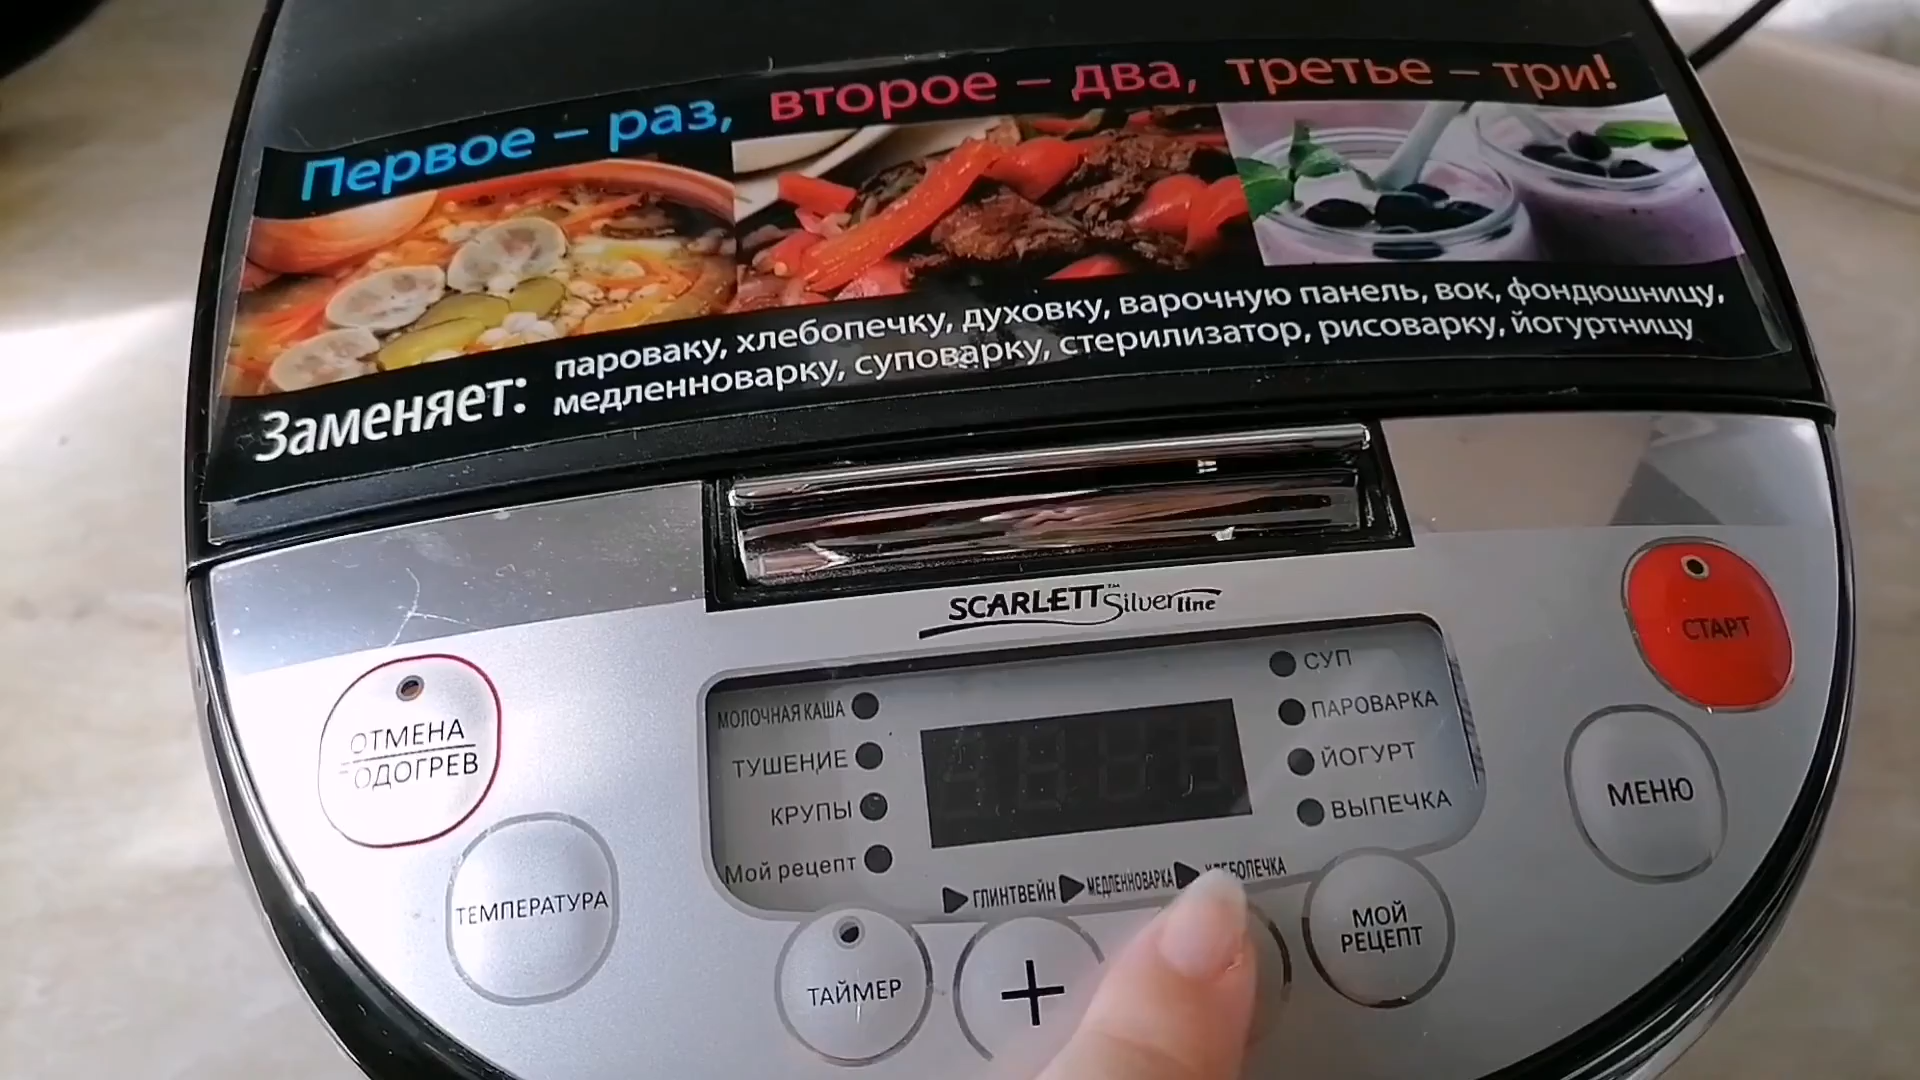 Первое – раз, второе – два, третье – три!
Заменяет:
пароваку, хлебопечку, духовку, варочную панель, вок, фондюшницу,
медленноварку, суповарку, стерилизатор, рисоварку, йогуртницу
SCARLETT™ Silver line
СТАРТ
ОТМЕНА
ПОДОГРЕВ
ТЕМПЕРАТУРА
МОЛОЧНАЯ КАША
ТУШЕНИЕ
КРУПЫ
Мой рецепт
СУП
ПАРОВАРКА
ЙОГУРТ
ВЫПЕЧКА
ГЛИНТВЕЙН
МЕДЛЕННОВАРКА
ХЛЕБОПЕЧКА
МЕНЮ
ТАЙМЕР
+
МОЙ
РЕЦЕПТ